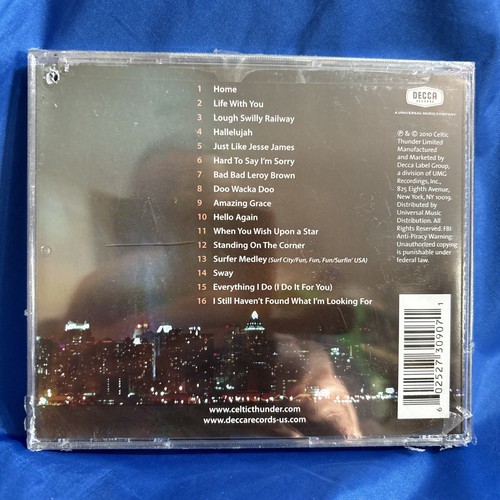 1 Home
2 Life With You
3 Lough Swilly Railway
4 Hallelujah
5 Just Like Jesse James
6 Hard To Say I'm Sorry
7 Bad Bad Leroy Brown
8 Doo Wacka Doo
9 Amazing Grace
10 Hello Again
11 When You Wish Upon a Star
12 Standing On The Corner
13 Surfer Medley (Surf City/Fun, Fun, Fun/Surfin' USA)
14 Sway
15 Everything I Do (I Do It For You)
16 I Still Haven't Found What I'm Looking For
DECCA
RECORDS
A UNIVERSAL MUSIC COMPANY
℗ & © 2010 Celtic
Thunder Limited
Manufactured
and Marketed by
Decca Label Group,
a division of UMG
Recordings, Inc.,
825 Eighth Avenue,
New York, NY 10019.
Distributed by
Universal Music
Distribution. All
Rights Reserved. FBI
Anti-Piracy Warning:
Unauthorized copying
is punishable under
federal law.
6 02527 30907 1
www.celticthunder.com
www.deccarecords-us.com